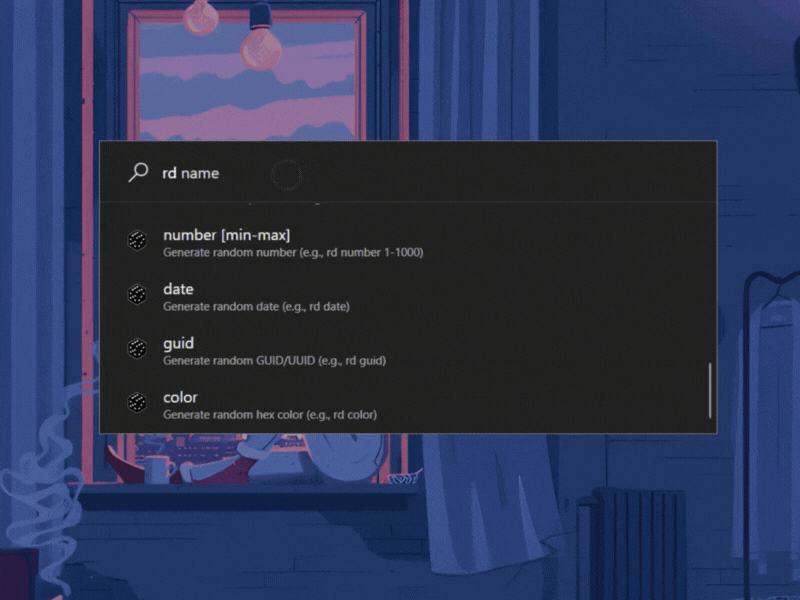 rd name
number [min-max]
Generate random number (e.g., rd number 1-1000)
date
Generate random date (e.g., rd date)
guid
Generate random GUID/UUID (e.g., rd guid)
color
Generate random hex color (e.g., rd color)